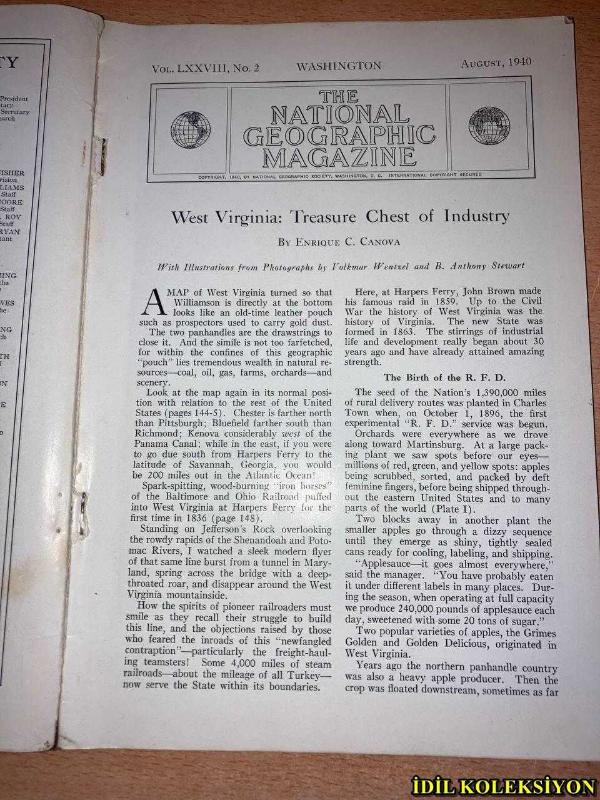 TY
President
Secretary
ISHER
LIAMS
Staff
MOORE
Staff
ROY
Staff
RYAN
VOL. LXXVIII, NO. 2 WASHINGTON AUGUST, 1940
THE
NATIONAL
GEOGRAPHIC
MAGAZINE
COPYRIGHT, 1940, BY NATIONAL GEOGRAPHIC SOCIETY, WASHINGTON, D. C. INTERNATIONAL COPYRIGHT SECURED
West Virginia: Treasure Chest of Industry
BY ENRIQUE C. CANOVA
With Illustrations from Photographs by Volkmar Wentzel and B. Anthony Stewart
A MAP of West Virginia turned so that
Williamson is directly at the bottom
looks like an old-time leather pouch
such as prospectors used to carry gold dust.
The two panhandles are the drawstrings to
close it. And the simile is not too farfetched,
for within the confines of this geographic
"pouch" lies tremendous wealth in natural re-
sources—coal, oil, gas, farms, orchards—and
scenery.
Look at the map again in its normal posi-
tion with relation to the rest of the United
States (pages 144-5). Chester is farther north
than Pittsburgh; Bluefield farther south than
Richmond; Kenova considerably west of the
Panama Canal; while in the east, if you were
to go due south from Harpers Ferry to the
latitude of Savannah, Georgia, you would
be 200 miles out in the Atlantic Ocean!
Spark-spitting, wood-burning "iron horses"
of the Baltimore and Ohio Railroad puffed
into West Virginia at Harpers Ferry for the
first time in 1836 (page 148).
Standing on Jefferson's Rock overlooking
the rowdy rapids of the Shenandoah and Poto-
mac Rivers, I watched a sleek modern flyer
of that same line burst from a tunnel in Mary-
land, spring across the bridge with a deep-
throated roar, and disappear around the West
Virginia mountainside.
How the spirits of pioneer railroaders must
smile as they recall their struggle to build
this line, and the objections raised by those
who feared the inroads of this "newfangled
contraption"—particularly the freight-haul-
ing teamsters! Some 4,000 miles of steam
railroads—about the mileage of all Turkey—
now serve the State within its boundaries.
Here, at Harpers Ferry, John Brown made
his famous raid in 1859. Up to the Civil
War the history of West Virginia was the
history of Virginia. The new State was
formed in 1863. The stirrings of industrial
life and development really began about 30
years ago and have already attained amazing
strength.
The Birth of the R. F. D.
The seed of the Nation's 1,390,000 miles
of rural delivery routes was planted in Charles
Town when, on October 1, 1896, the first
experimental "R. F. D." service was begun.
Orchards were everywhere as we drove
along toward Martinsburg. At a large pack-
ing plant we saw spots before our eyes—
millions of red, green, and yellow spots: apples
being scrubbed, sorted, and packed by deft
feminine fingers, before being shipped through-
out the eastern United States and to many
parts of the world (Plate I).
Two blocks away in another plant the
smaller apples go through a dizzy sequence
until they emerge as shiny, tightly sealed
cans ready for cooling, labeling, and shipping.
"Applesauce—it goes almost everywhere,"
said the manager. "You have probably eaten
it under different labels in many places. Dur-
ing the season, when operating at full capacity
we produce 240,000 pounds of applesauce each
day, sweetened with some 20 tons of sugar."
Two popular varieties of apples, the Grimes
Golden and Golden Delicious, originated in
West Virginia.
Years ago the northern panhandle country
was also a heavy apple producer. Then the
crop was floated downstream, sometimes as far
İDİL KOLEKSİYON